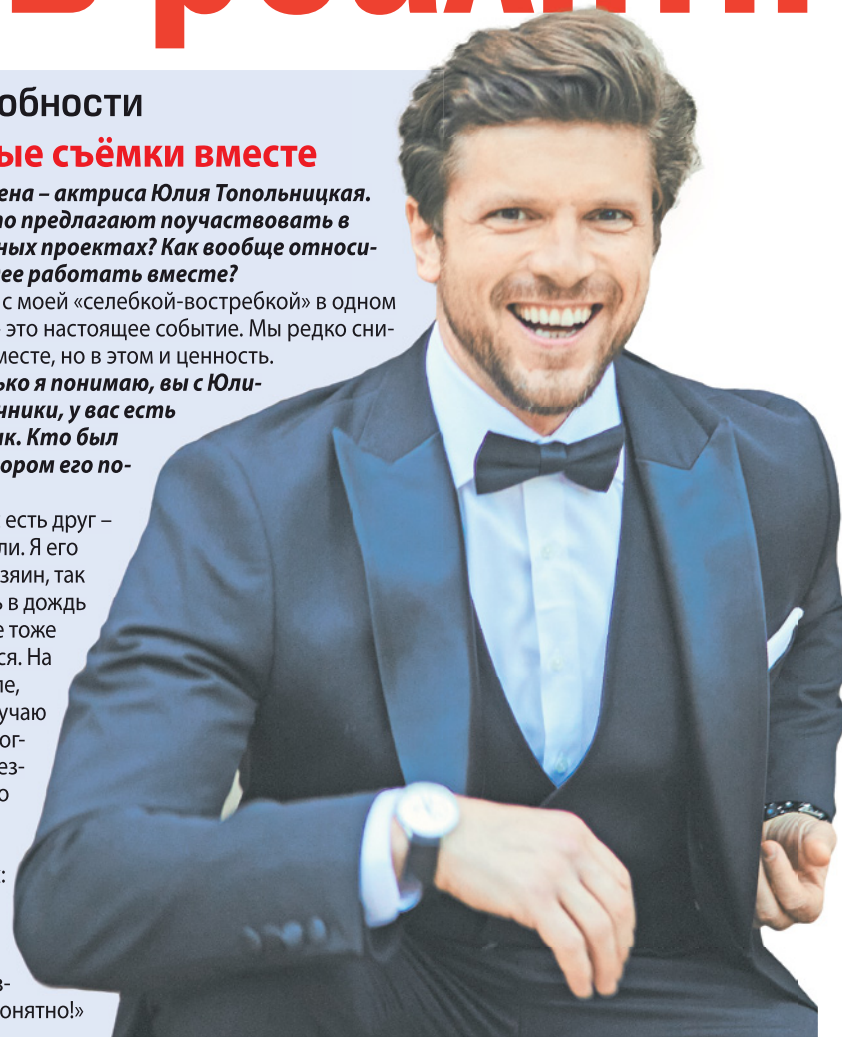 обности
ые съёмки вместе
ена – актриса Юлия Топольницкая.
то предлагают поучаствовать в
ных проектах? Как вообще относи-
ее работать вместе?
с моей «селебкой-востребкой» в одном
это настоящее событие. Мы редко сни-
месте, но в этом и ценность.
ько я понимаю, вы с Юли-
чники, у вас есть
ик. Кто был
ором его по-
есть друг –
ли. Я его
зяин, так
ь в дождь
е тоже
ся. На
ле,
учаю
ог-
ез-
о
:
в-
онятно!»